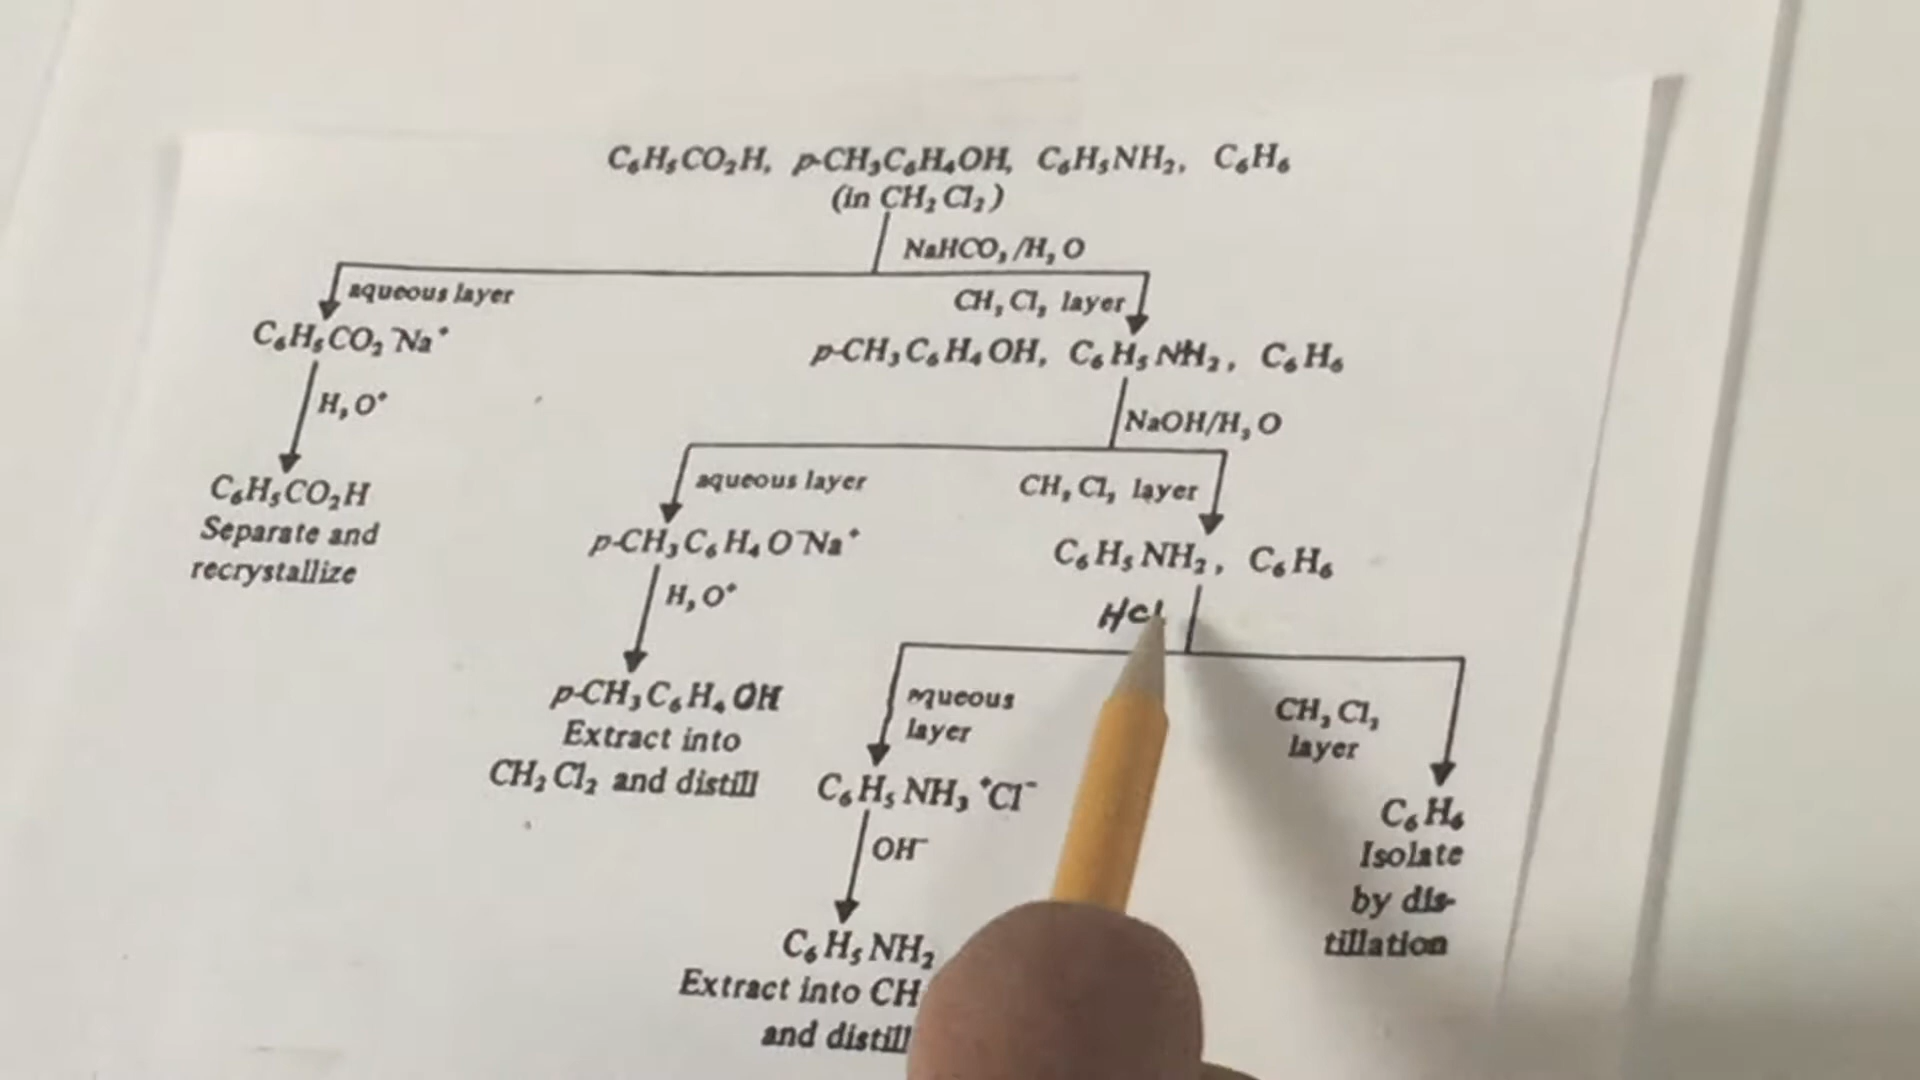 C₆H₅CO₂H, p-CH₃C₆H₄OH, C₆H₅NH₂, C₆H₆
(in CH₂Cl₂)
NaHCO₃/H₂O
aqueous layer
CH₂Cl₂ layer
C₆H₅CO₂⁻Na⁺
p-CH₃C₆H₄OH, C₆H₅NH₂, C₆H₆
H₃O⁺
NaOH/H₂O
C₆H₅CO₂H
Separate and
recrystallize
aqueous layer
CH₂Cl₂ layer
p-CH₃C₆H₄O⁻Na⁺
C₆H₅NH₂, C₆H₆
H₃O⁺
HCl
p-CH₃C₆H₄OH
Extract into
CH₂Cl₂ and distill
aqueous
layer
CH₂Cl₂
layer
C₆H₅NH₃⁺Cl⁻
C₆H₆
Isolate
by dis-
tillation
OH⁻
C₆H₅NH₂
Extract into CH
and distill